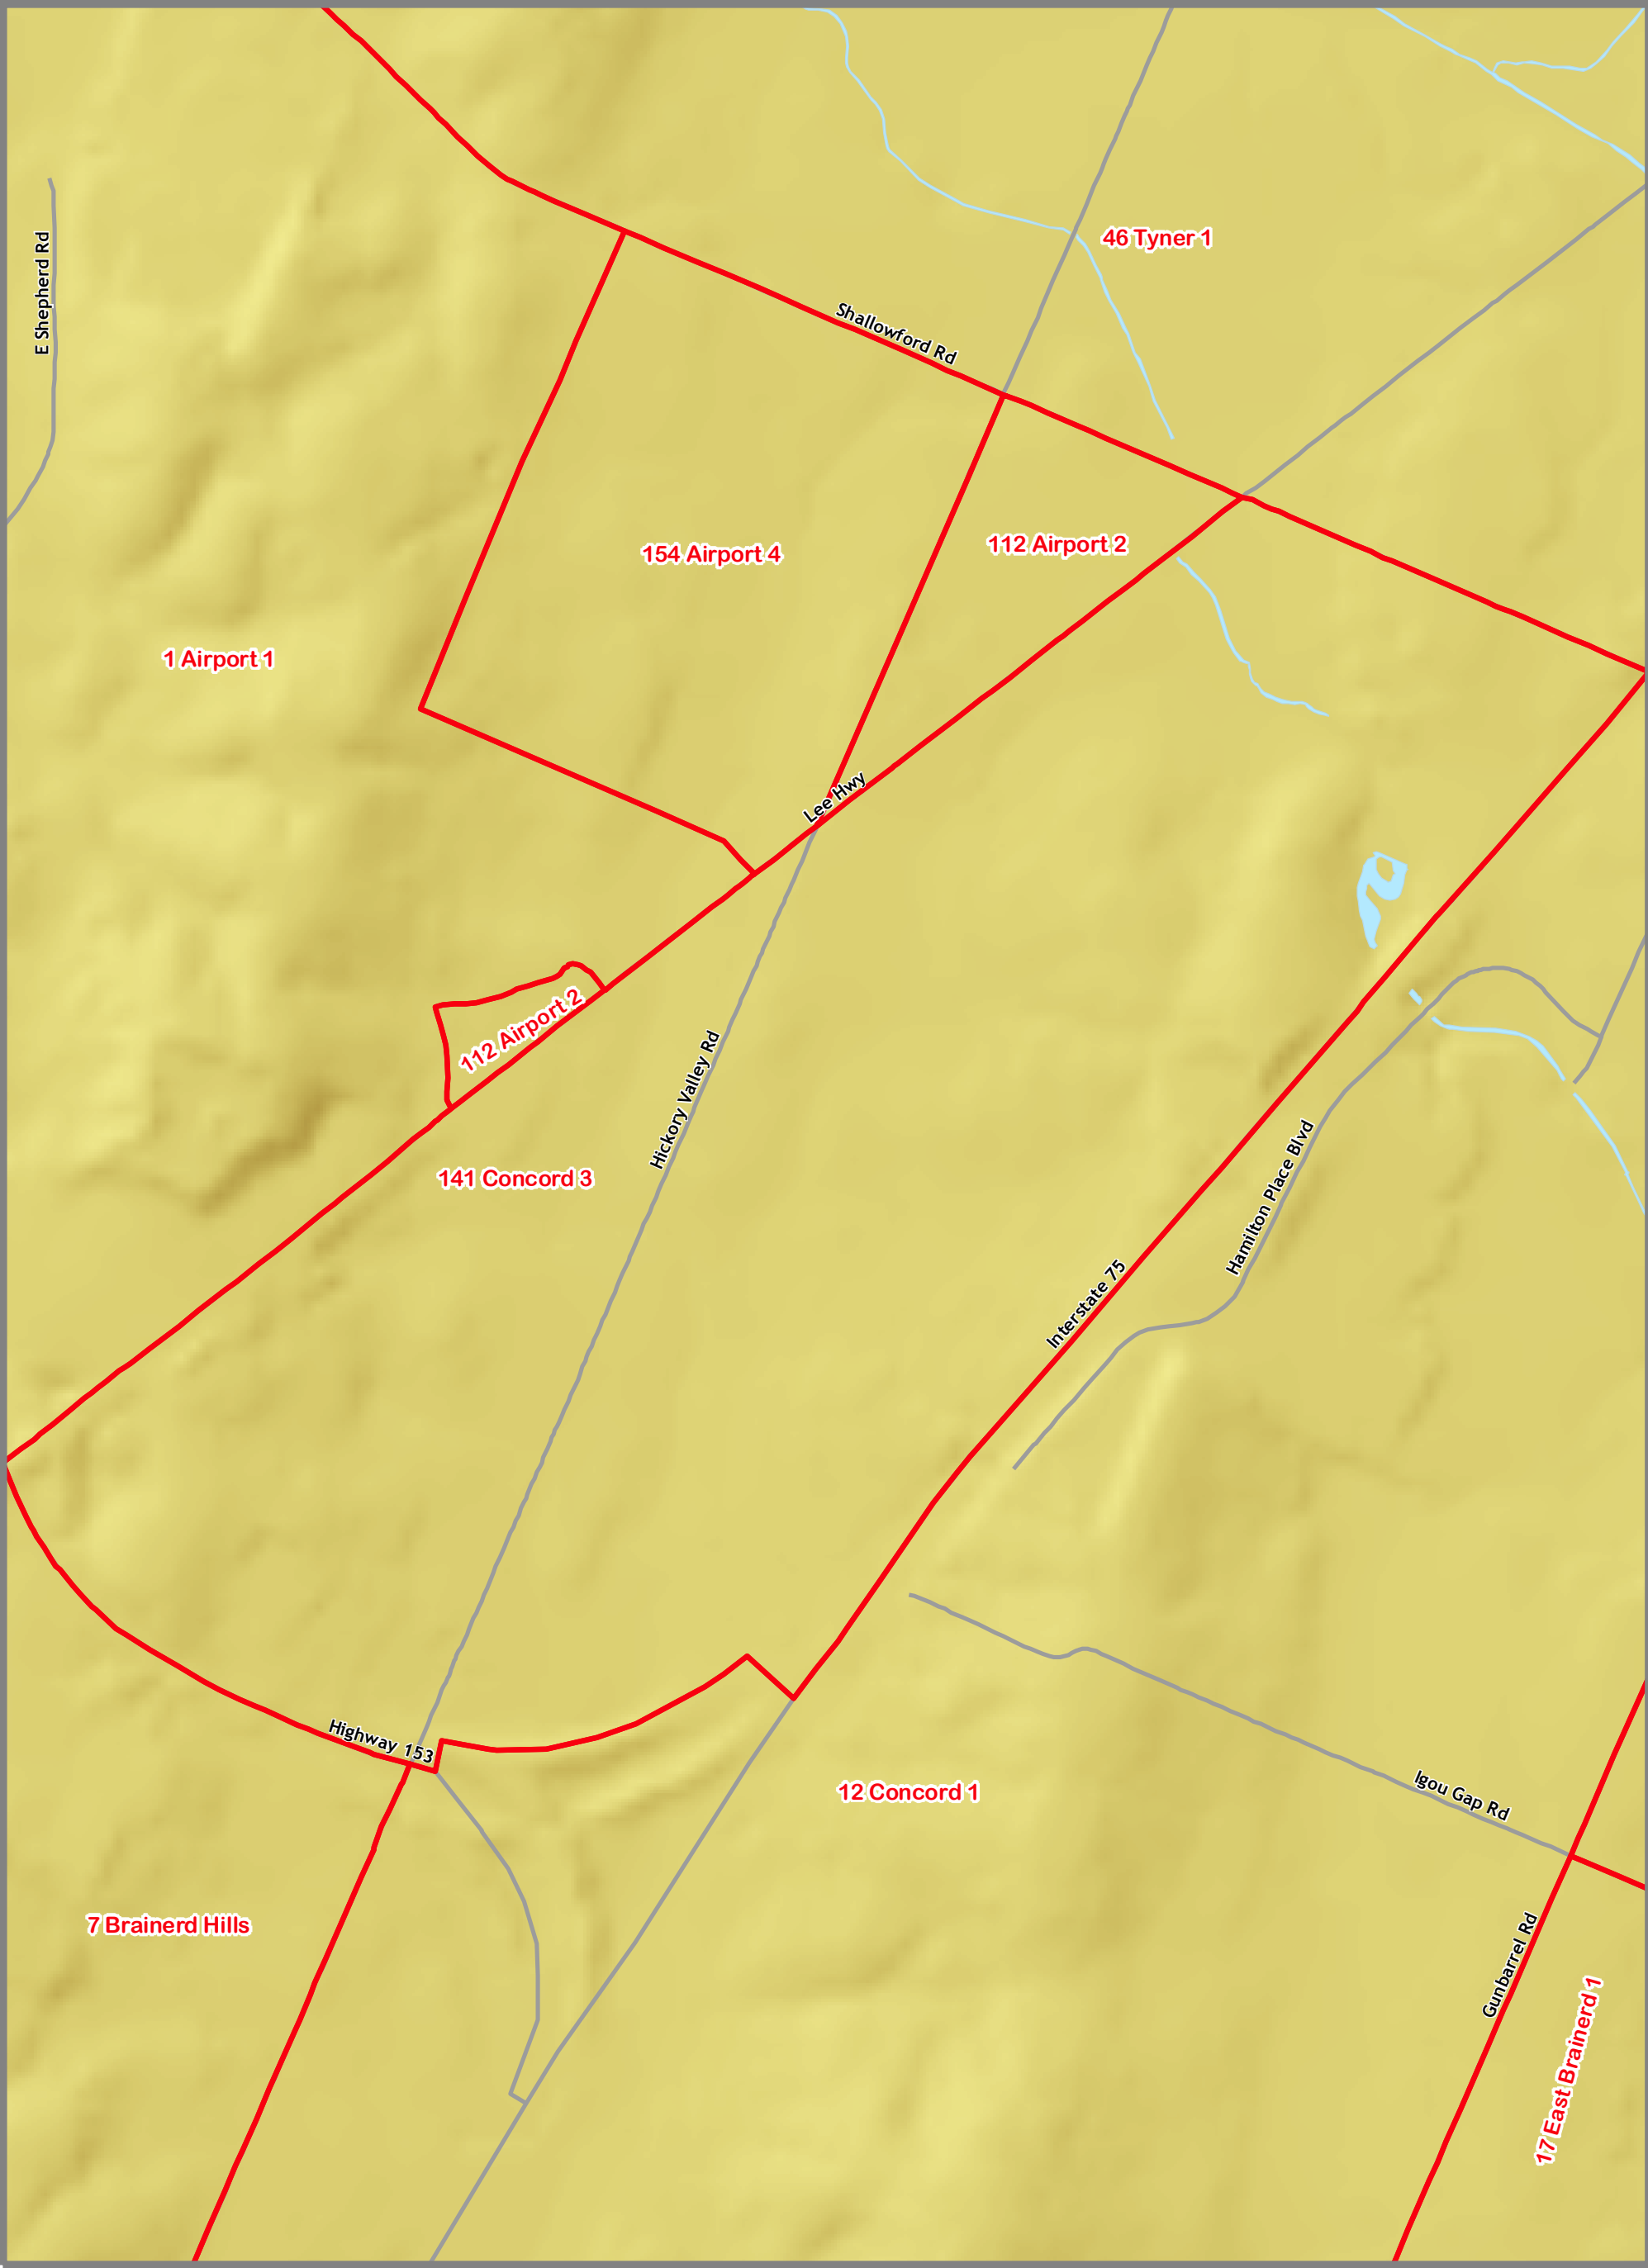 E Shepherd Rd
46 Tyner 1
Shallowford Rd
154 Airport 4
112 Airport 2
1 Airport 1
Lee Hwy
112 Airport 2
Hickory Valley Rd
141 Concord 3
Hamilton Place Blvd
Interstate 75
Highway 153
12 Concord 1
Igou Gap Rd
7 Brainerd Hills
Gunbarrel Rd
17 East Brainerd 1